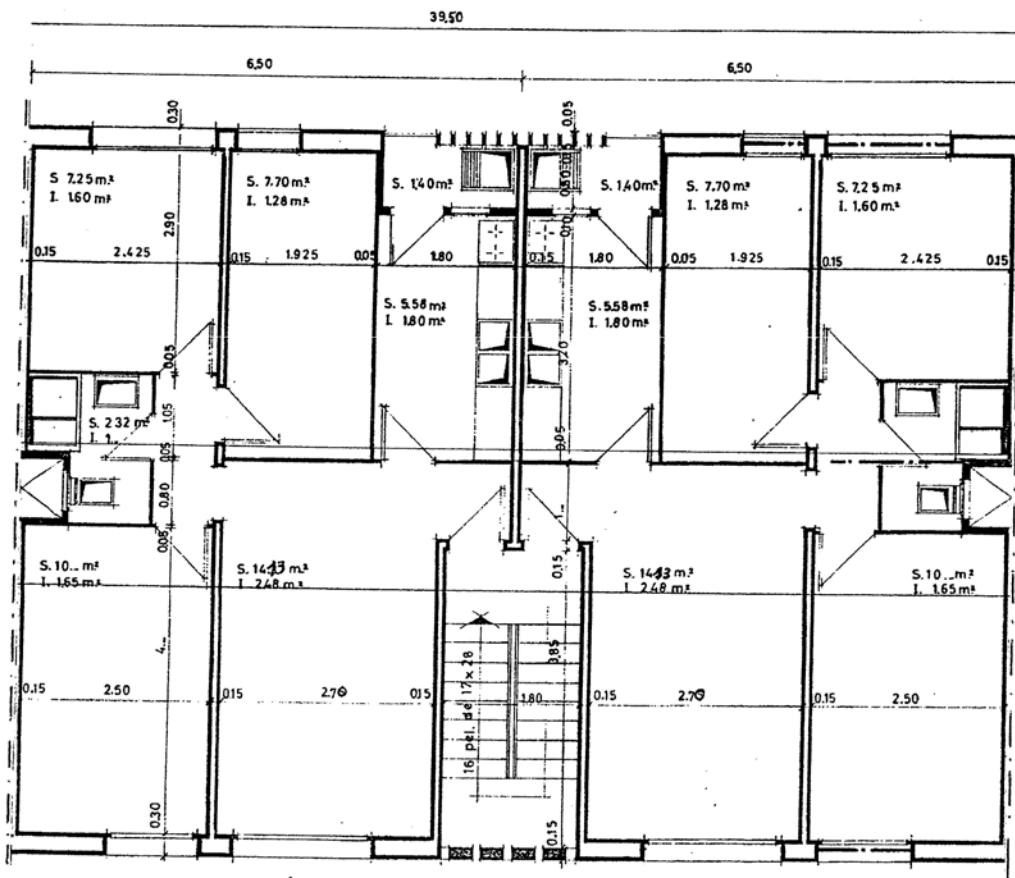 39,50
6,50
6,50
0.30
0.05
S 7,25 m²
I. 1.60 m²
S. 7.70 m²
I. 1,28 m²
S. 1,40 m²
S. 1,40 m²
S. 7.70 m²
I. 1,28 m²
S. 7,25 m²
I. 1,60 m²
2.90
0.10
0.15
2.425
0.15
1.925
0.05
1.80
0.15
1.80
0.05
1.925
0.15
2.425
0.15
S. 5.58 m²
I. 1.80 m²
S. 5.58 m²
I. 1.80 m²
0.05
3.20
S. 2.32 m²
I. 1..
1.05
0.05
0.05
0.80
0.05
1...
0.15
S. 10... m²
I. 1,65 m²
S. 14.13 m²
I. 2.48 m²
S. 14.13 m²
I. 2.48 m²
S. 10... m²
I. 1.65 m²
4...
3.85
16 pel. de 17 x 28
0.15
2.50
0.15
2.70
0.15
1.80
0.15
2.70
0.15
2.50
0.30
0.15